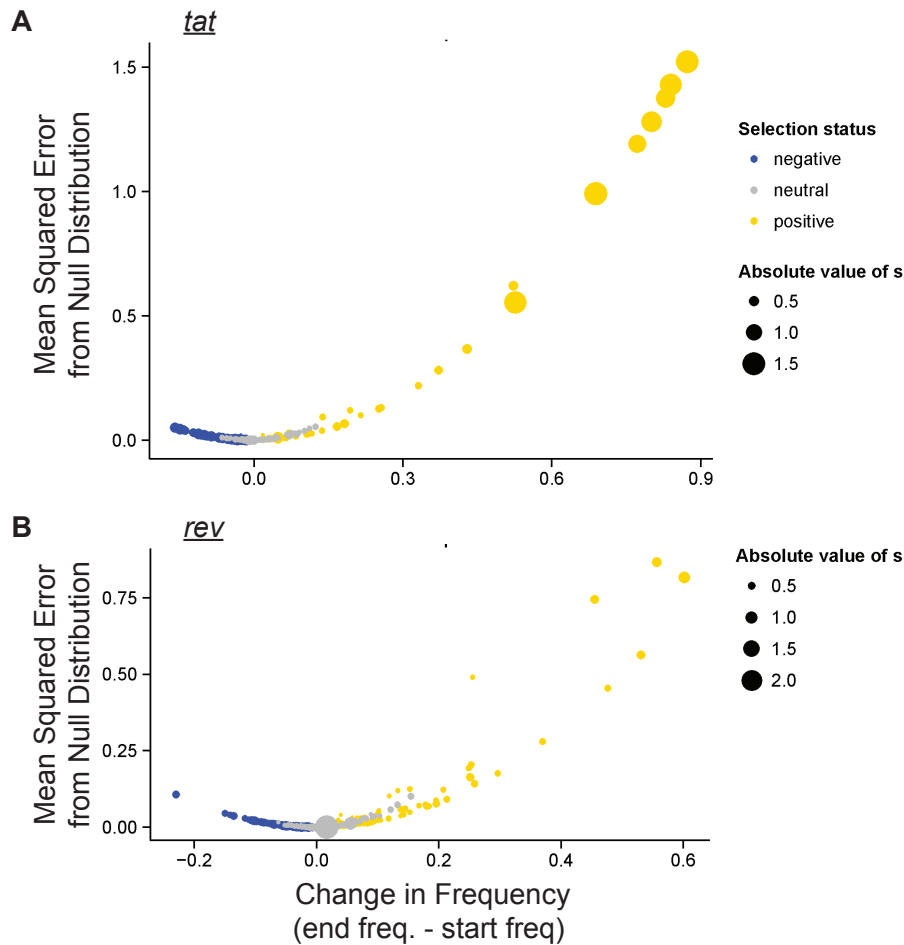 A
tat
Mean Squared Error
from Null Distribution
1.5
1.0
0.5
0.0
0.0
0.3
0.6
0.9
Selection status
negative
neutral
positive
Absolute value of s
0.5
1.0
1.5
B
rev
Mean Squared Error
from Null Distribution
0.75
0.50
0.25
0.00
−0.2
0.0
0.2
0.4
0.6
Change in Frequency
(end freq. - start freq)
Absolute value of s
0.5
1.0
1.5
2.0